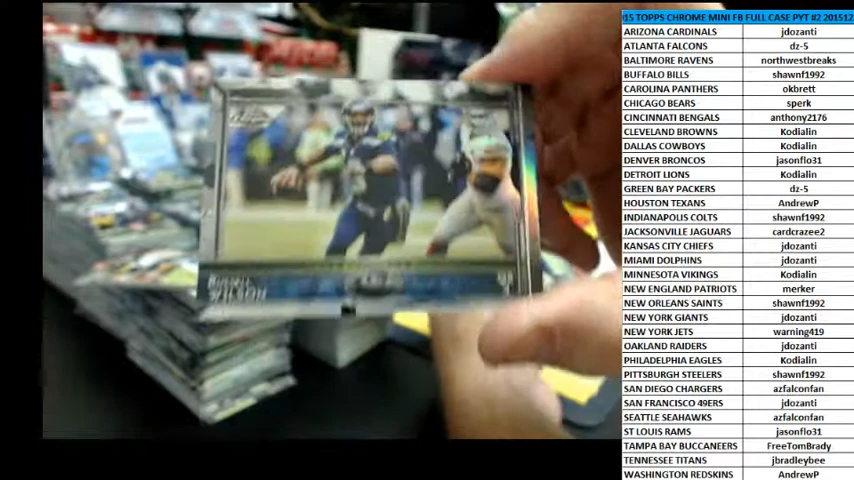 RUSSELL
WILSON
15 TOPPS CHROME MINI FB FULL CASE PYT #2 201512
ARIZONA CARDINALS jdozanti
ATLANTA FALCONS dz-5
BALTIMORE RAVENS northwestbreaks
BUFFALO BILLS shawnf1992
CAROLINA PANTHERS okbrett
CHICAGO BEARS sperk
CINCINNATI BENGALS anthony2176
CLEVELAND BROWNS Kodialin
DALLAS COWBOYS Kodialin
DENVER BRONCOS jasonflo31
DETROIT LIONS Kodialin
GREEN BAY PACKERS dz-5
HOUSTON TEXANS AndrewP
INDIANAPOLIS COLTS shawnf1992
JACKSONVILLE JAGUARS cardcrazee2
KANSAS CITY CHIEFS jdozanti
MIAMI DOLPHINS jdozanti
MINNESOTA VIKINGS Kodialin
NEW ENGLAND PATRIOTS merker
NEW ORLEANS SAINTS shawnf1992
NEW YORK GIANTS jdozanti
NEW YORK JETS warning419
OAKLAND RAIDERS jdozanti
PHILADELPHIA EAGLES Kodialin
PITTSBURGH STEELERS shawnf1992
SAN DIEGO CHARGERS azfalconfan
SAN FRANCISCO 49ERS jdozanti
SEATTLE SEAHAWKS azfalconfan
ST LOUIS RAMS jasonflo31
TAMPA BAY BUCCANEERS FreeTomBrady
TENNESSEE TITANS jbradleybee
WASHINGTON REDSKINS AndrewP